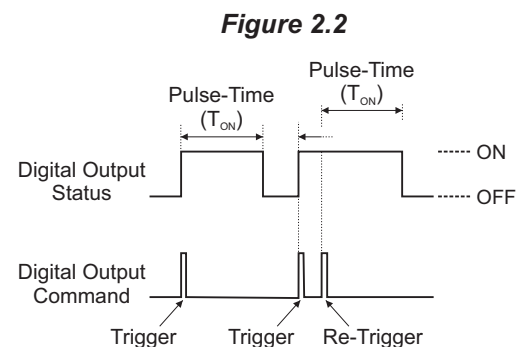 Figure 2.2
Pulse-Time
(TON)
Pulse-Time
(TON)
Digital Output
Status
ON
OFF
Digital Output
Command
Trigger
Trigger
Re-Trigger